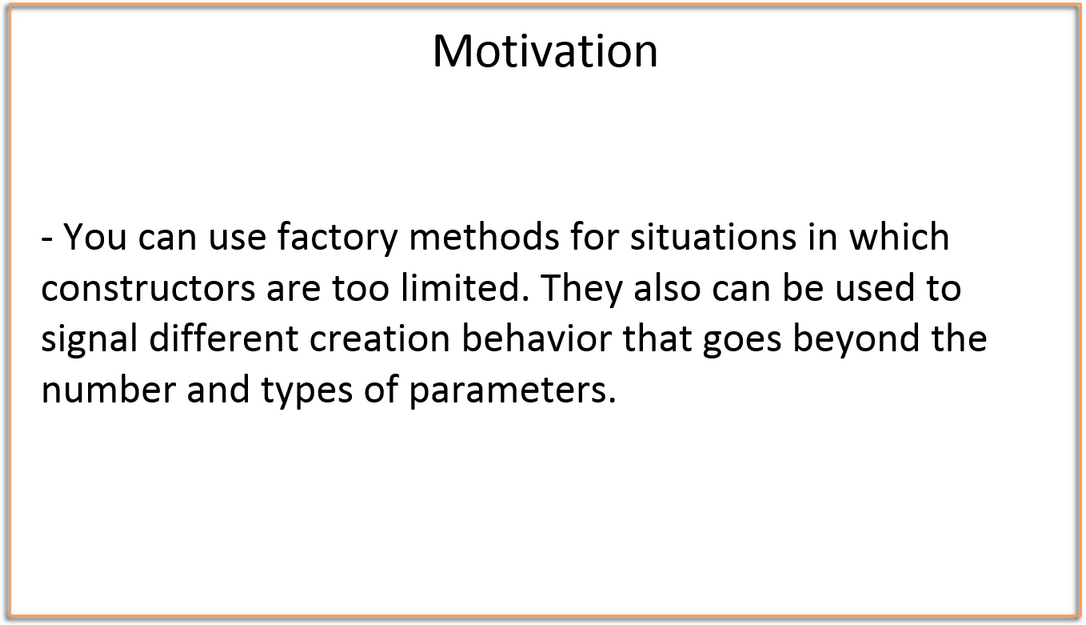 Motivation
- You can use factory methods for situations in which
constructors are too limited. They also can be used to
signal different creation behavior that goes beyond the
number and types of parameters.